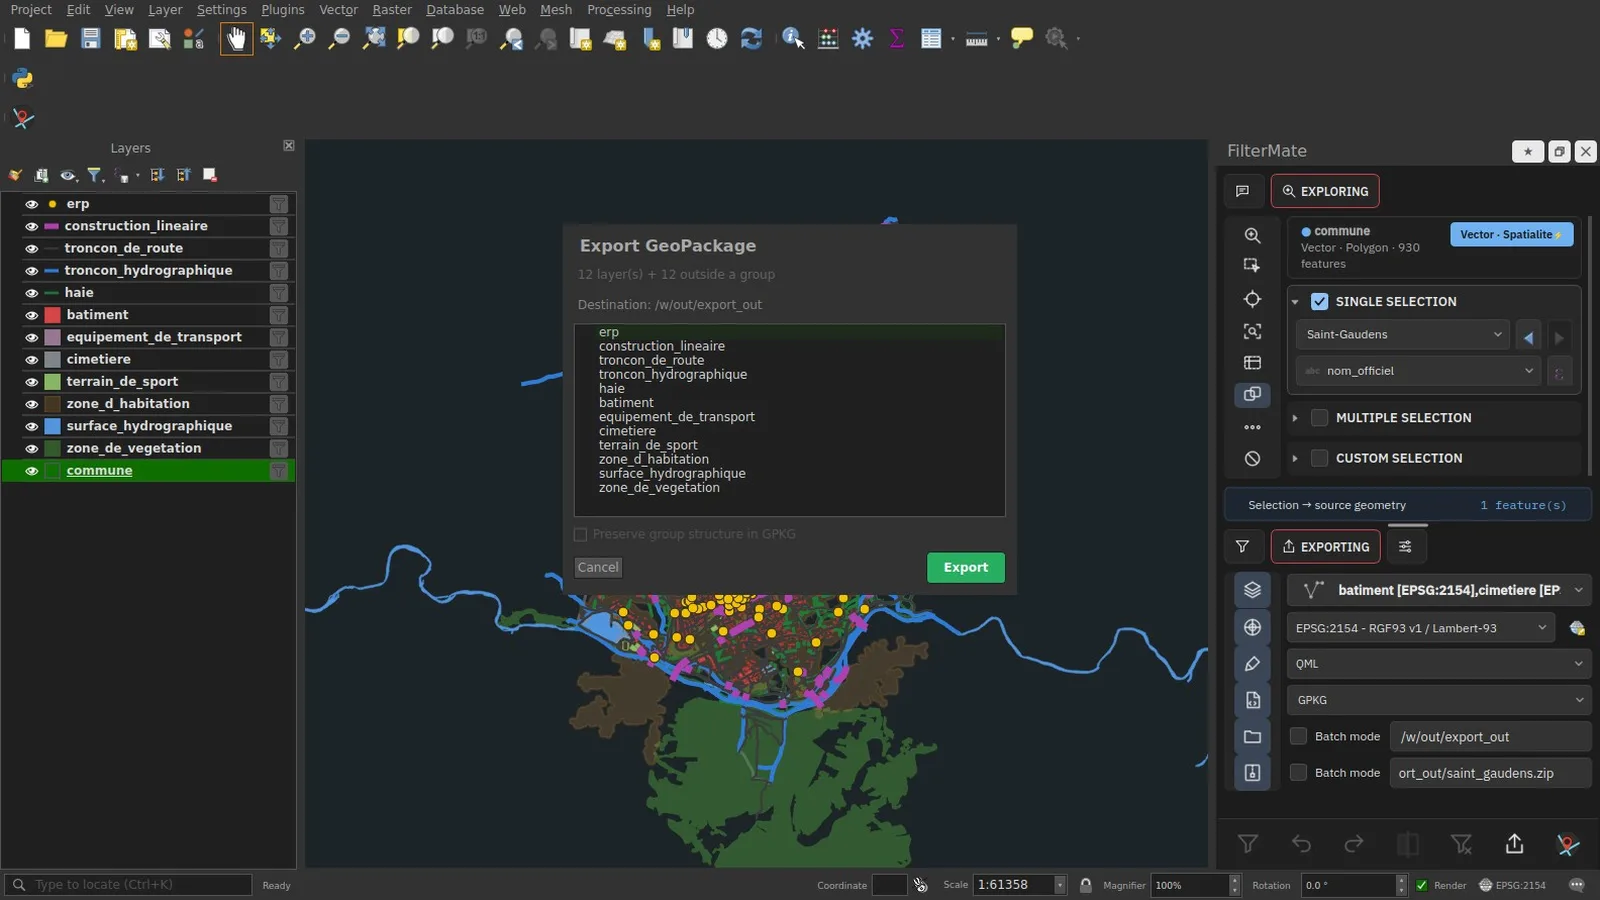 Project Edit View Layer Settings Plugins Vector Raster Database Web Mesh Processing Help
Layers
erp
construction_lineaire
troncon_de_route
troncon_hydrographique
haie
batiment
equipement_de_transport
cimetiere
terrain_de_sport
zone_d_habitation
surface_hydrographique
zone_de_vegetation
commune
Export GeoPackage
12 layer(s) + 12 outside a group
Destination: /w/out/export_out
erp
construction_lineaire
troncon_de_route
troncon_hydrographique
haie
batiment
equipement_de_transport
cimetiere
terrain_de_sport
zone_d_habitation
surface_hydrographique
zone_de_vegetation
Preserve group structure in GPKG
Cancel Export
FilterMate
EXPLORING
commune
Vector · Polygon · 930
features
Vector · Spatialite⚡
SINGLE SELECTION
Saint-Gaudens
abc nom_officiel
MULTIPLE SELECTION
CUSTOM SELECTION
Selection → source geometry 1 feature(s)
EXPORTING
batiment [EPSG:2154],cimetiere [EP
EPSG:2154 - RGF93 v1 / Lambert-93
QML
GPKG
Batch mode /w/out/export_out
Batch mode ort_out/saint_gaudens.zip
Type to locate (Ctrl+K) Ready Coordinate Scale 1:61358 Magnifier 100% Rotation 0.0 ° Render EPSG:2154